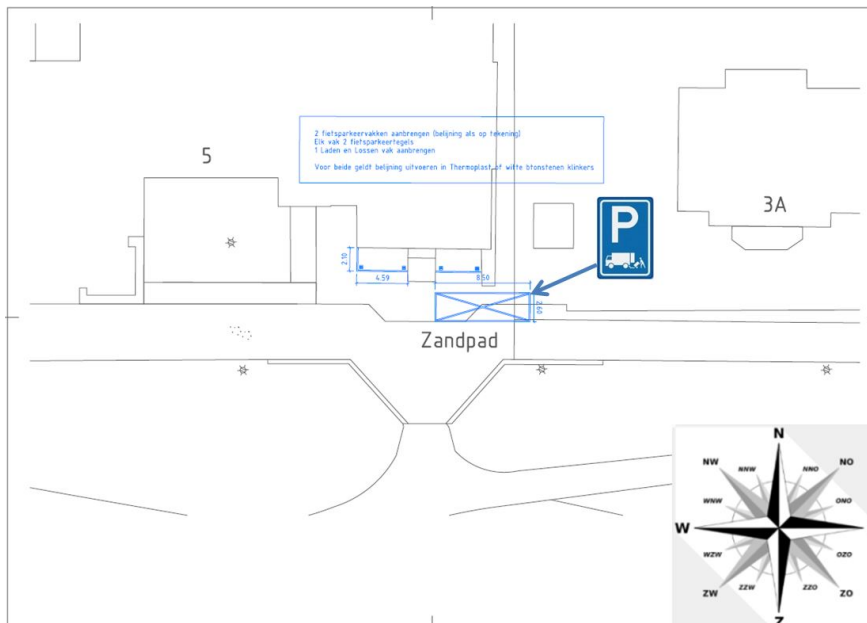 2 fietsparkeervakken aanbrengen (belijning als op tekening)
Elk vak 2 fietsparkeertegels
1 Laden en Lossen vak aanbrengen
Voor beide geldt belijning uitvoeren in Thermoplast of witte btonstenen klinkers
5
3A
P
2.10
4.59
8.50
2.60
Zandpad
N
NNW
NNO
NW
NO
WNW
ONO
W
WZW
OZO
ZW
ZO
ZZW
ZZO
Z